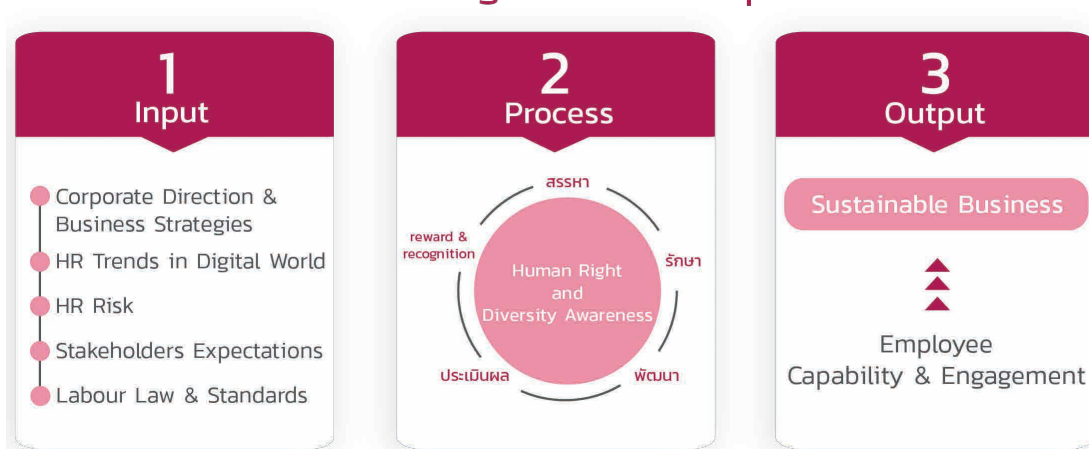 1
Input
Corporate Direction &
Business Strategies
HR Trends in Digital World
HR Risk
Stakeholders Expectations
Labour Law & Standards
2
Process
สรรหา
reward &
recognition
รักษา
Human Right
and
Diversity Awareness
ประเมินผล
พัฒนา
3
Output
Sustainable Business
Employee
Capability & Engagement